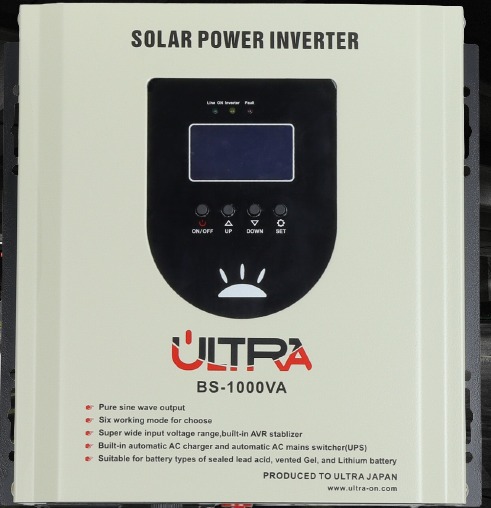 SOLAR POWER INVERTER
Line OK Inverter Fault
ON/OFF UP DOWN SET
ULTRA
BS-1000VA
Pure sine wave output
Six working mode for choose
Super wide input voltage range,built-in AVR stablizer
Built-in automatic AC charger and automatic AC mains switcher(UPS)
Suitable for battery types of sealed lead acid, vented Gel, and Lithium battery
PRODUCED TO ULTRA JAPAN
www.ultra-on.com